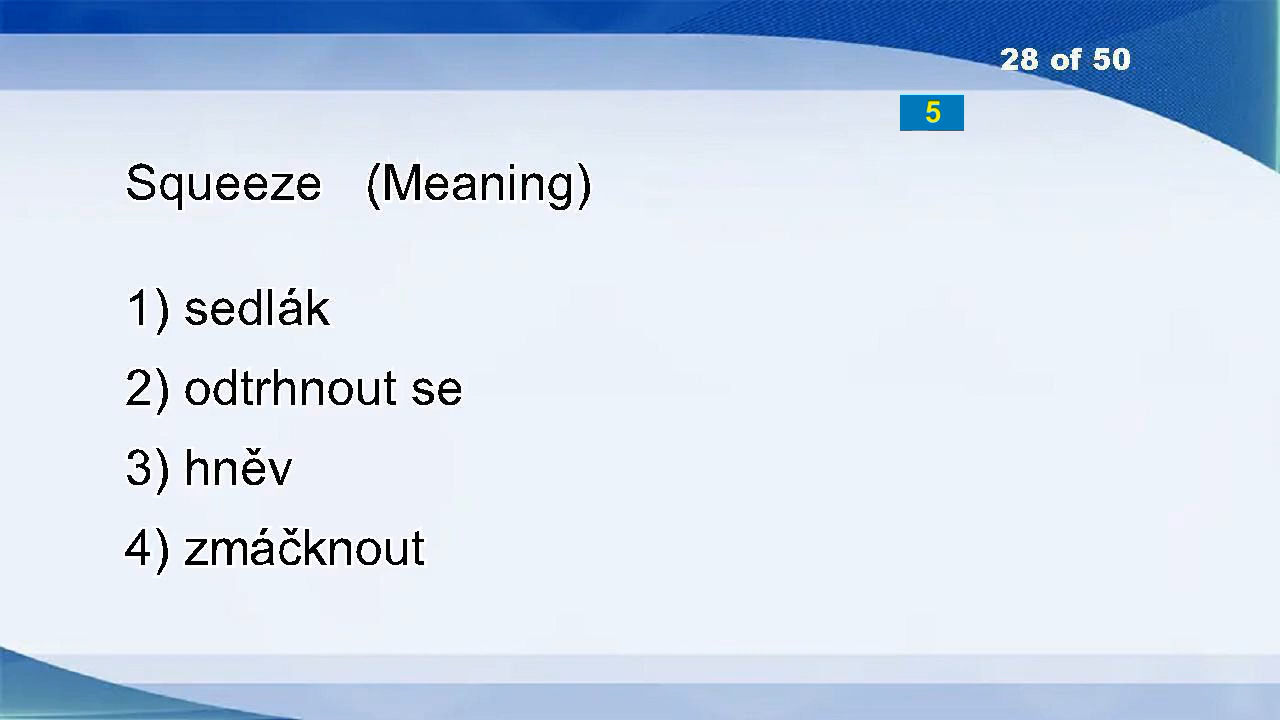 28 of 50
5
Squeeze (Meaning)
1) sedlák
2) odtrhnout se
3) hněv
4) zmáčknout